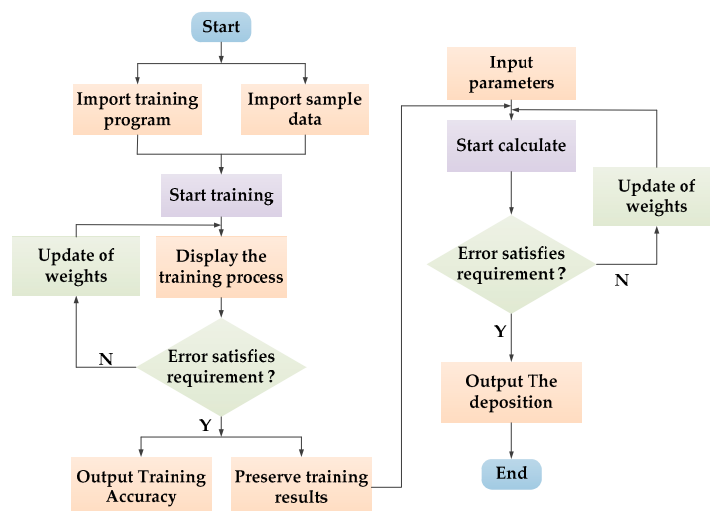 Start
Import training
program
Import sample
data
Start training
Update of
weights
Display the
training process
N
Error satisfies
requirement ?
Y
Output Training
Accuracy
Preserve training
results
Input
parameters
Start calculate
Update of
weights
Error satisfies
requirement ?
N
Y
Output The
deposition
End